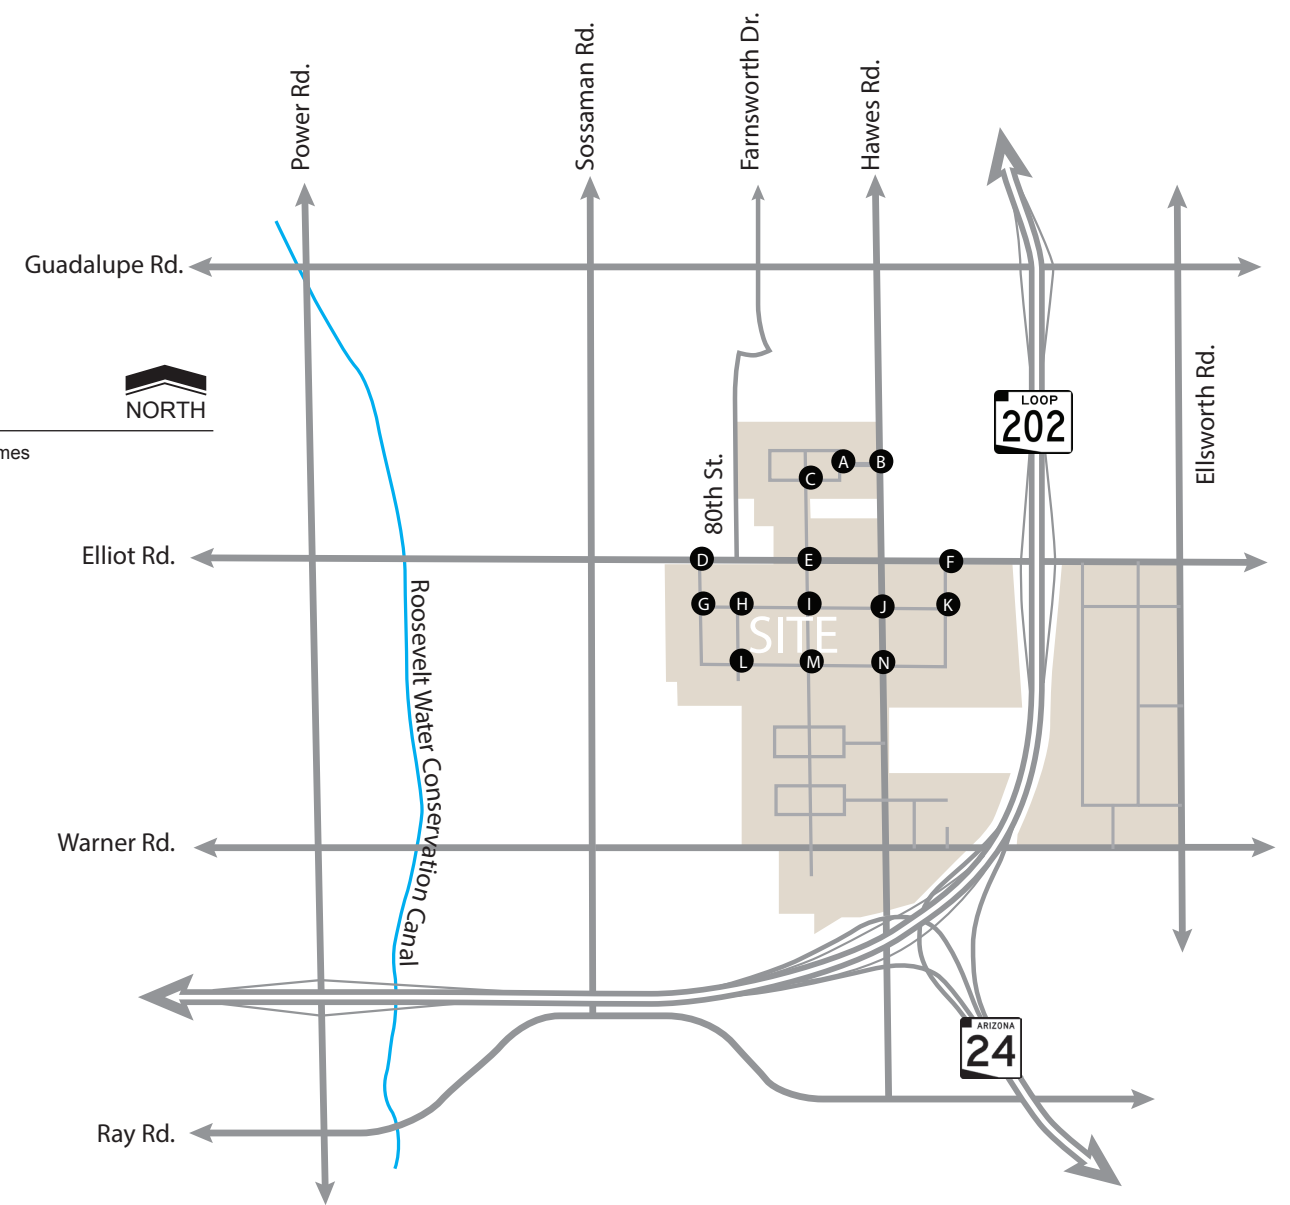 Power Rd.
Sossaman Rd.
Farnsworth Dr.
Hawes Rd.
Guadalupe Rd.
Ellsworth Rd.
NORTH
mes
LOOP
202
80th St.
A
B
C
Elliot Rd.
D
E
F
G
H
I
J
K
SITE
L
M
N
Roosevelt Water Conservation Canal
Warner Rd.
ARIZONA
24
Ray Rd.